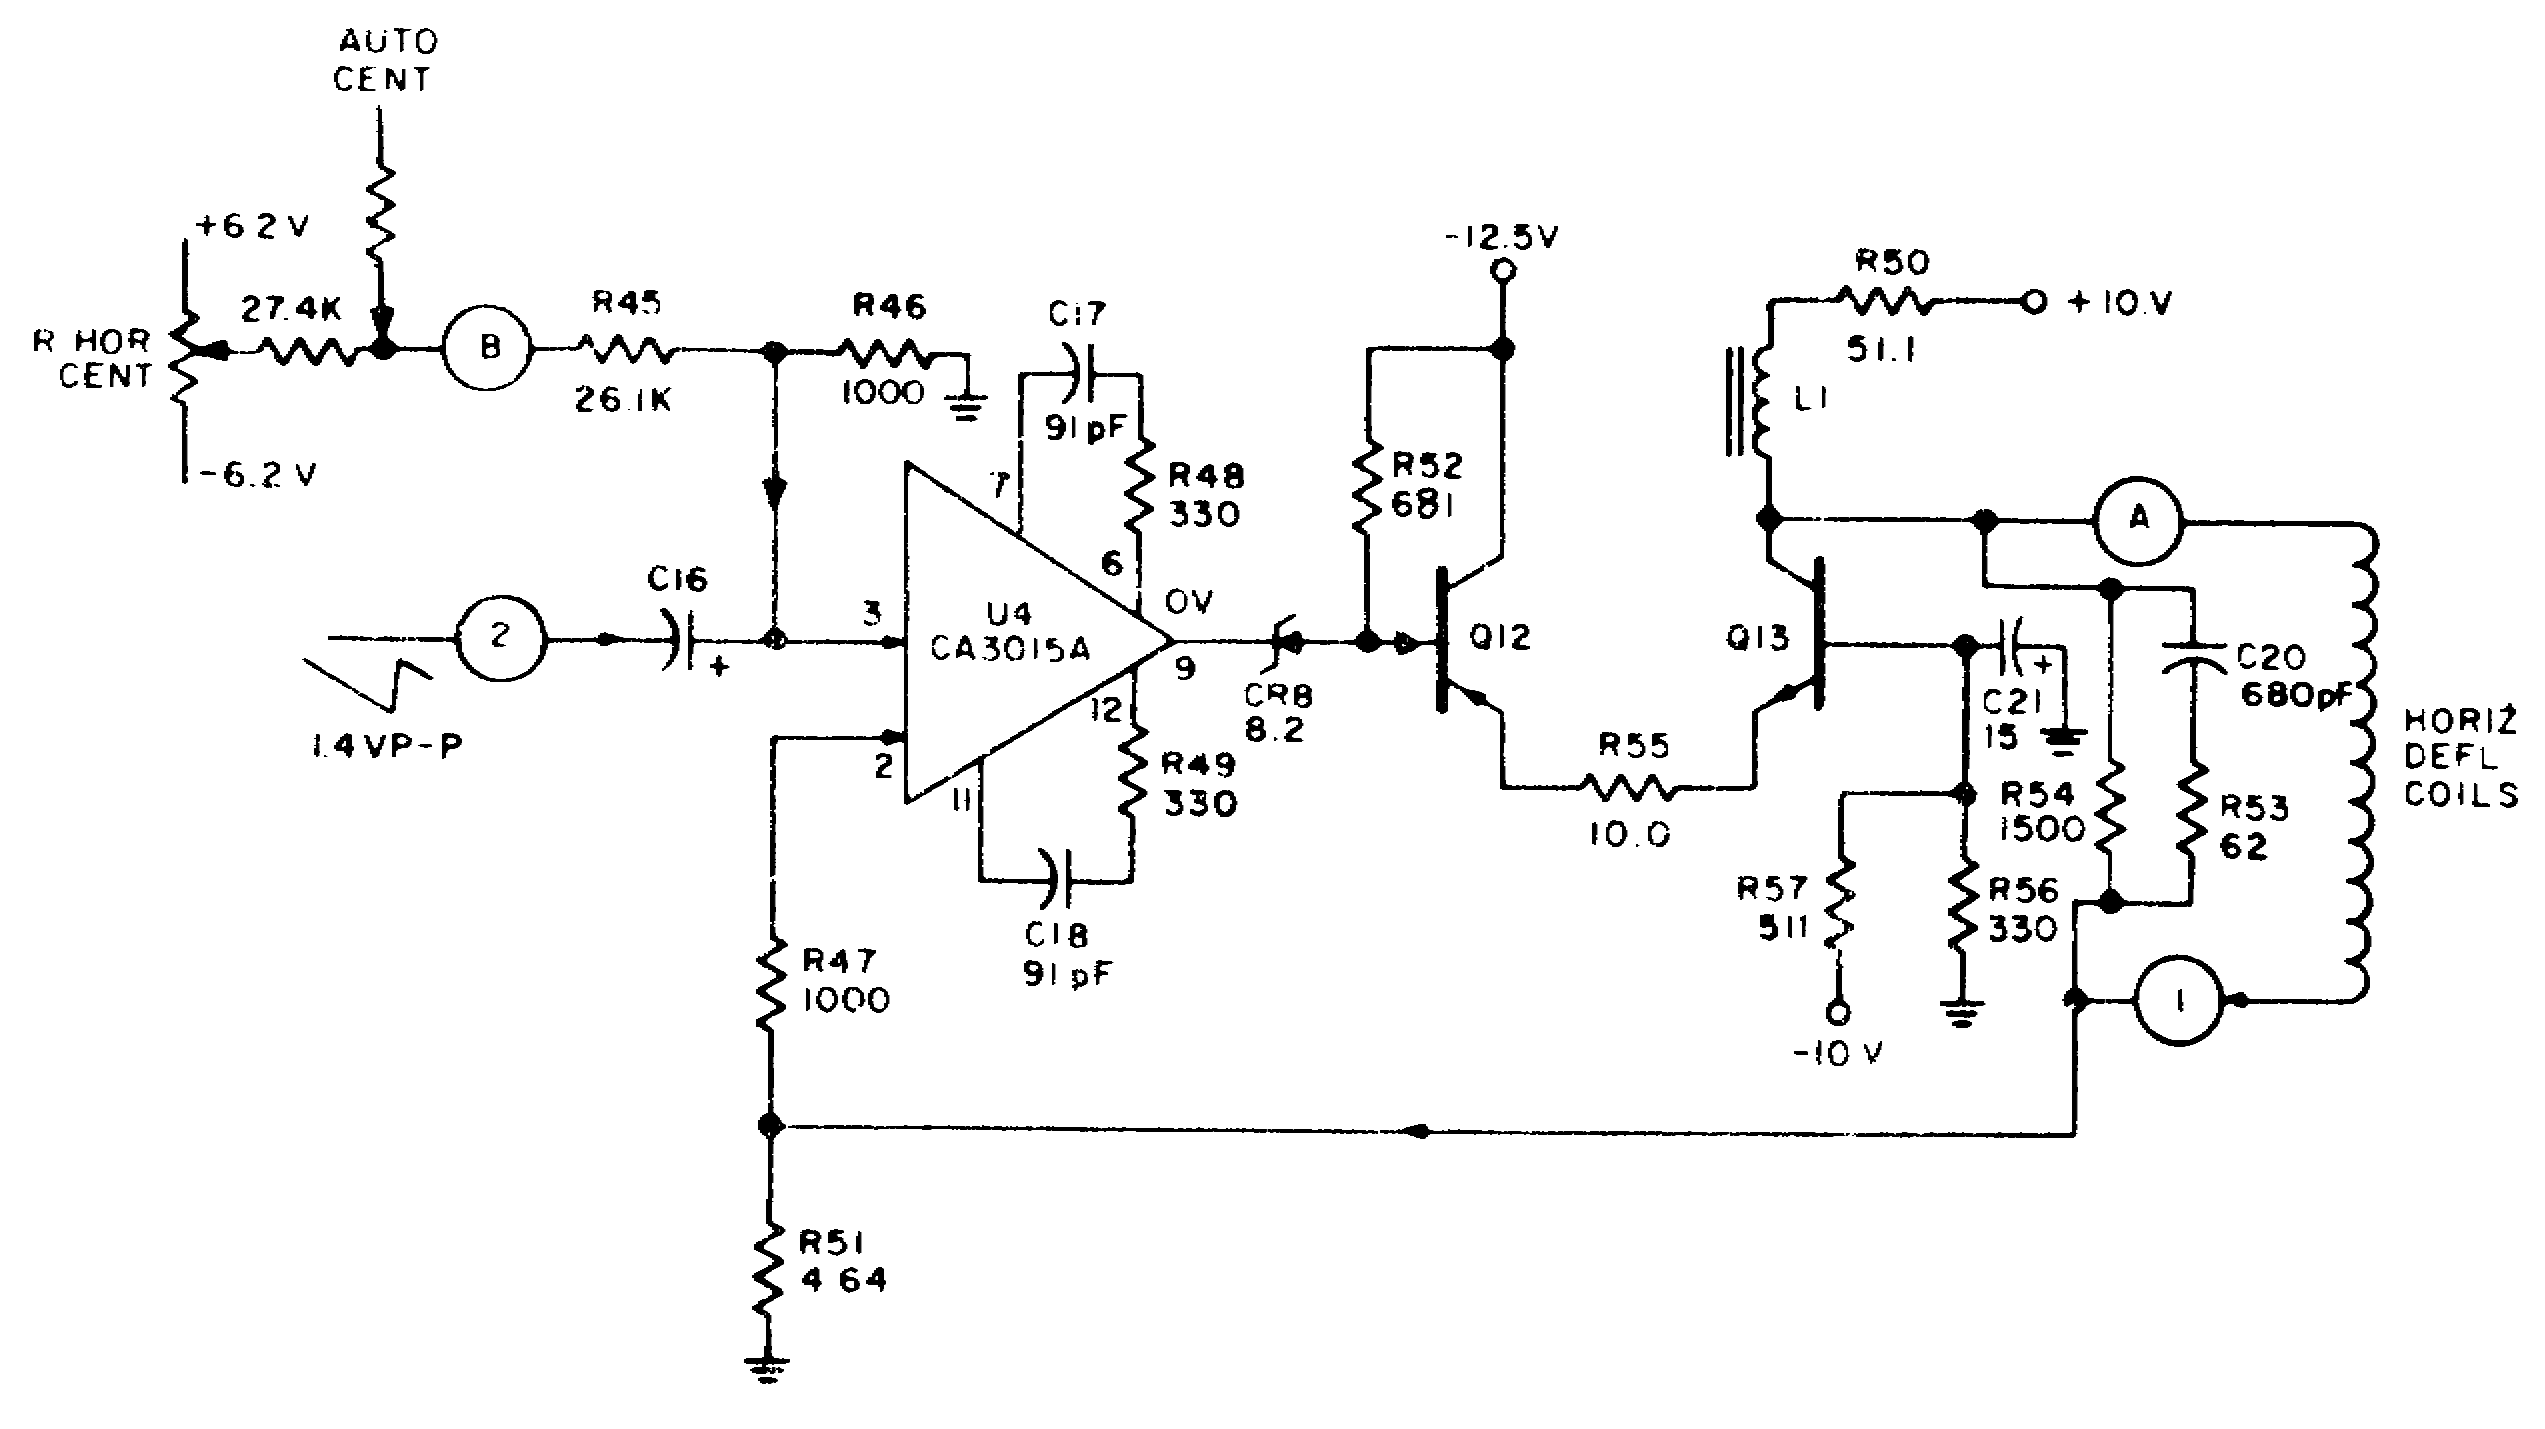 AUTO
CENT
+6 2 V
27.4K
R HOR
CENT
-6.2 V
B
R45
26.1K
R46
1000
C17
91pF
7
R48
330
6
0V
-12.5V
R52
681
R50
51.1
+10.V
L1
A
C16
2
+
1.4VP-P
3
U4
CA3015A
9
2
11
12
CR8
8.2
Q12
Q13
R49
330
C18
91pF
R55
10.0
C21
15
+
C20
680pF
HORIZ
DEFL
COILS
R54
1500
R53
62
R57
511
R56
330
-10 V
1
R47
1000
R51
4 64